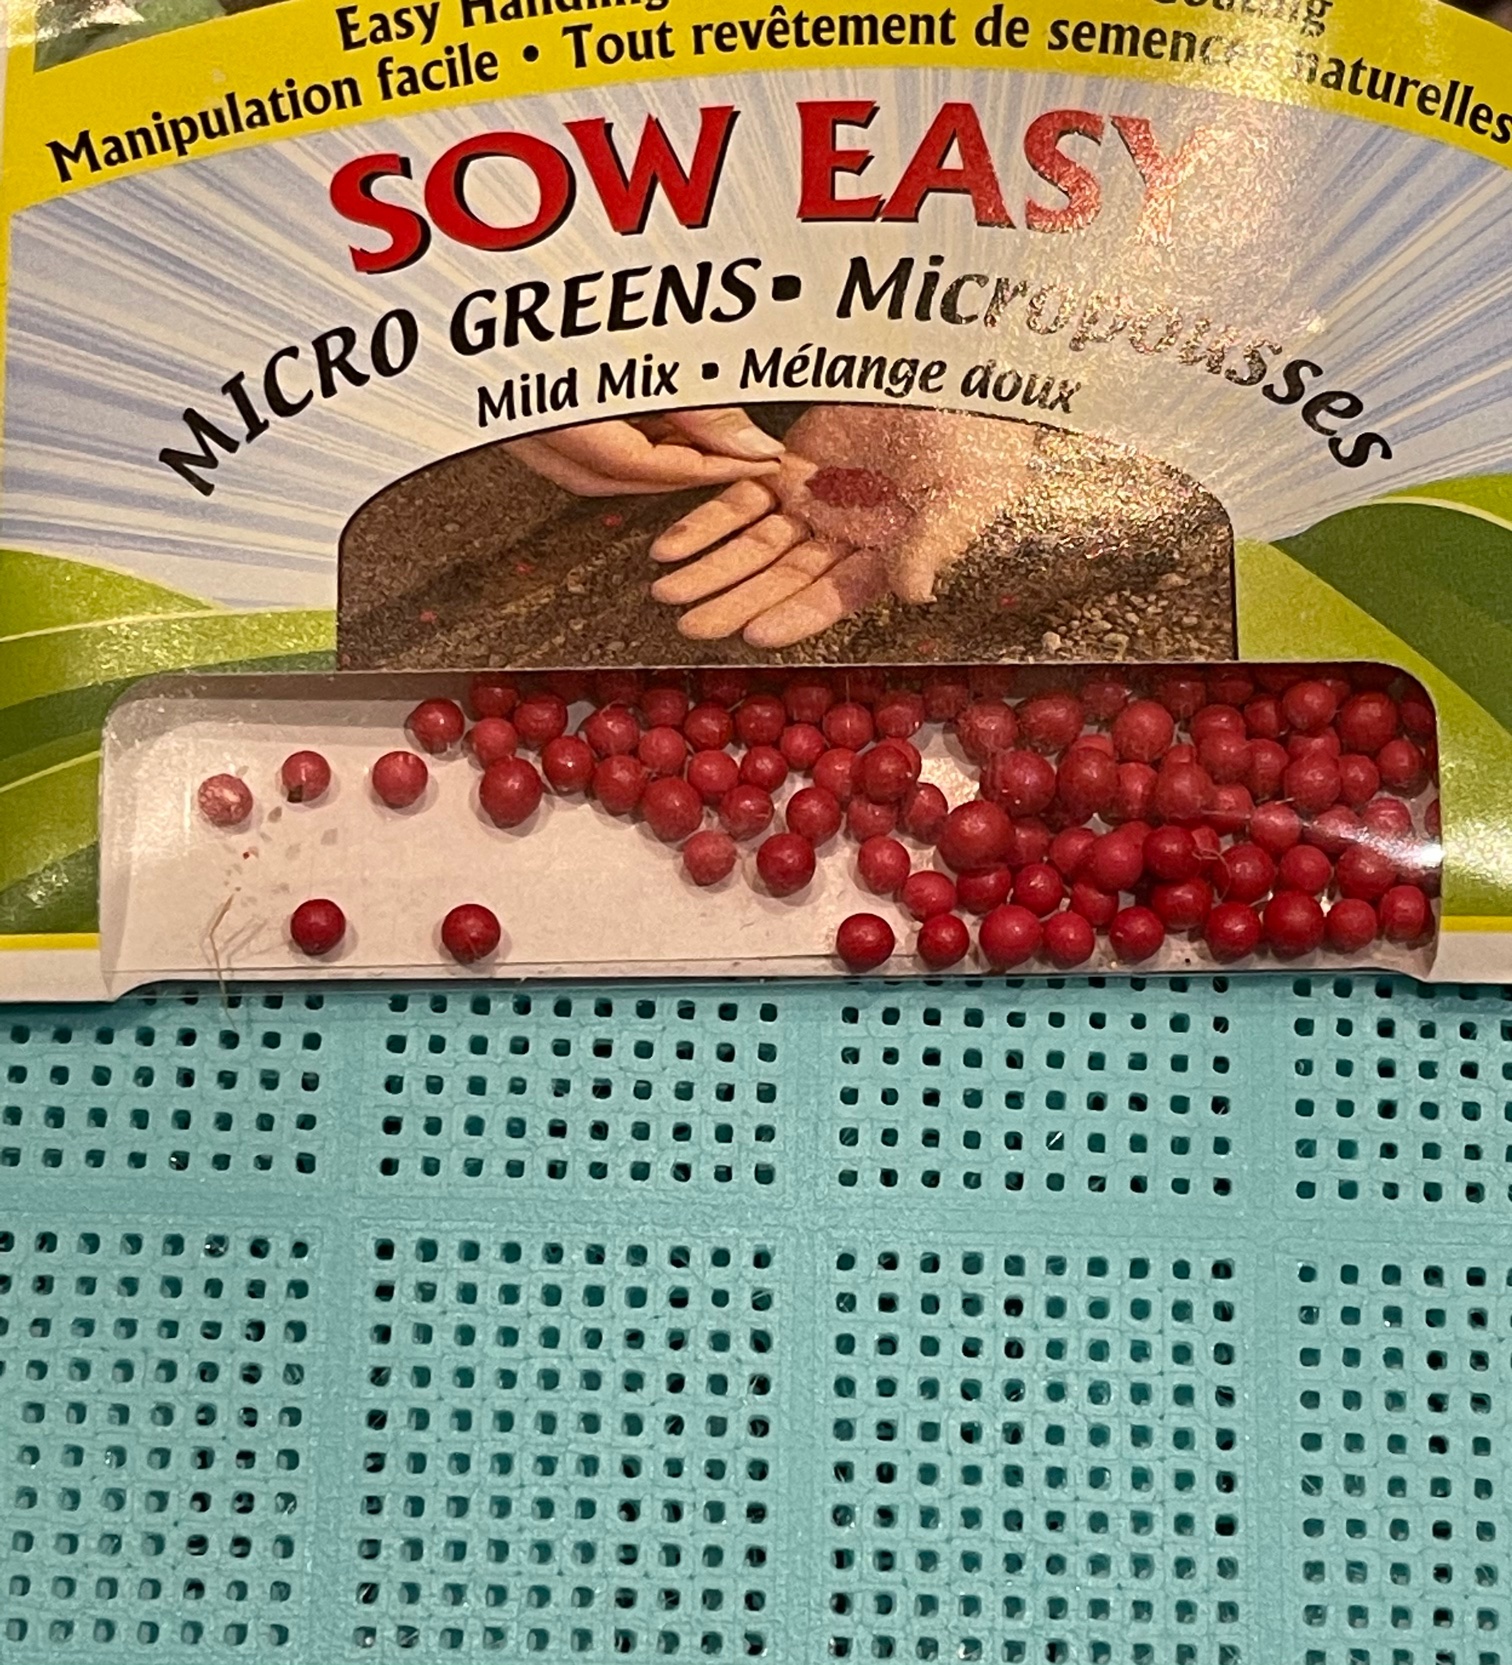 Easy Handling
Manipulation facile • Tout revêtement de semences naturelles
SOW EASY
MICRO GREENS • Micropousses
Mild Mix • Mélange doux